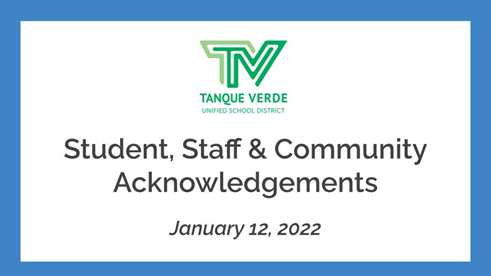 TV
TANQUE VERDE
UNIFIED SCHOOL DISTRICT
Student, Staff & Community
Acknowledgements
January 12, 2022